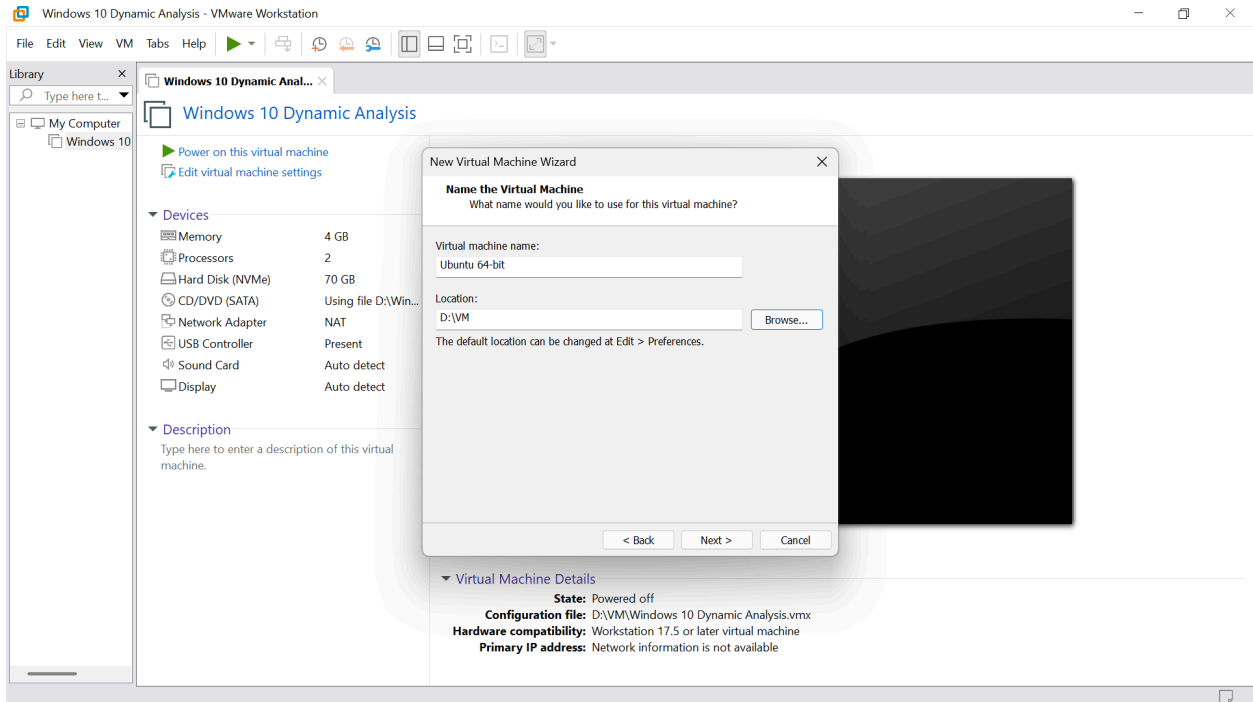 Windows 10 Dynamic Analysis - VMware Workstation
File Edit View VM Tabs Help
Library
Type here t...
My Computer
Windows 10
Windows 10 Dynamic Anal...
Windows 10 Dynamic Analysis
Power on this virtual machine
Edit virtual machine settings
Devices
Memory 4 GB
Processors 2
Hard Disk (NVMe) 70 GB
CD/DVD (SATA) Using file D:\Win...
Network Adapter NAT
USB Controller Present
Sound Card Auto detect
Display Auto detect
Description
Type here to enter a description of this virtual
machine.
New Virtual Machine Wizard
Name the Virtual Machine
What name would you like to use for this virtual machine?
Virtual machine name:
Ubuntu 64-bit
Location:
D:\VM
Browse...
The default location can be changed at Edit > Preferences.
< Back Next > Cancel
Virtual Machine Details
State: Powered off
Configuration file: D:\VM\Windows 10 Dynamic Analysis.vmx
Hardware compatibility: Workstation 17.5 or later virtual machine
Primary IP address: Network information is not available